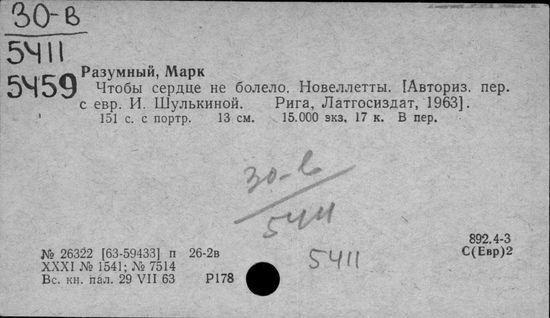 30-в
5411
5459
Разумный, Марк
Чтобы сердце не болело. Новеллетты. [Авториз. пер.
с евр. И. Шулькиной. Рига, Латгосиздат, 1963].
151 с. с портр. 13 см. 15.000 экз. 17 к. В пер.
30-в
5411
5411
892.4-3
С(Евр)2
№ 26322 [63-59433] п 26-2в
XXXI № 1541; № 7514
Вс. кн. пал. 29 VII 63 Р178